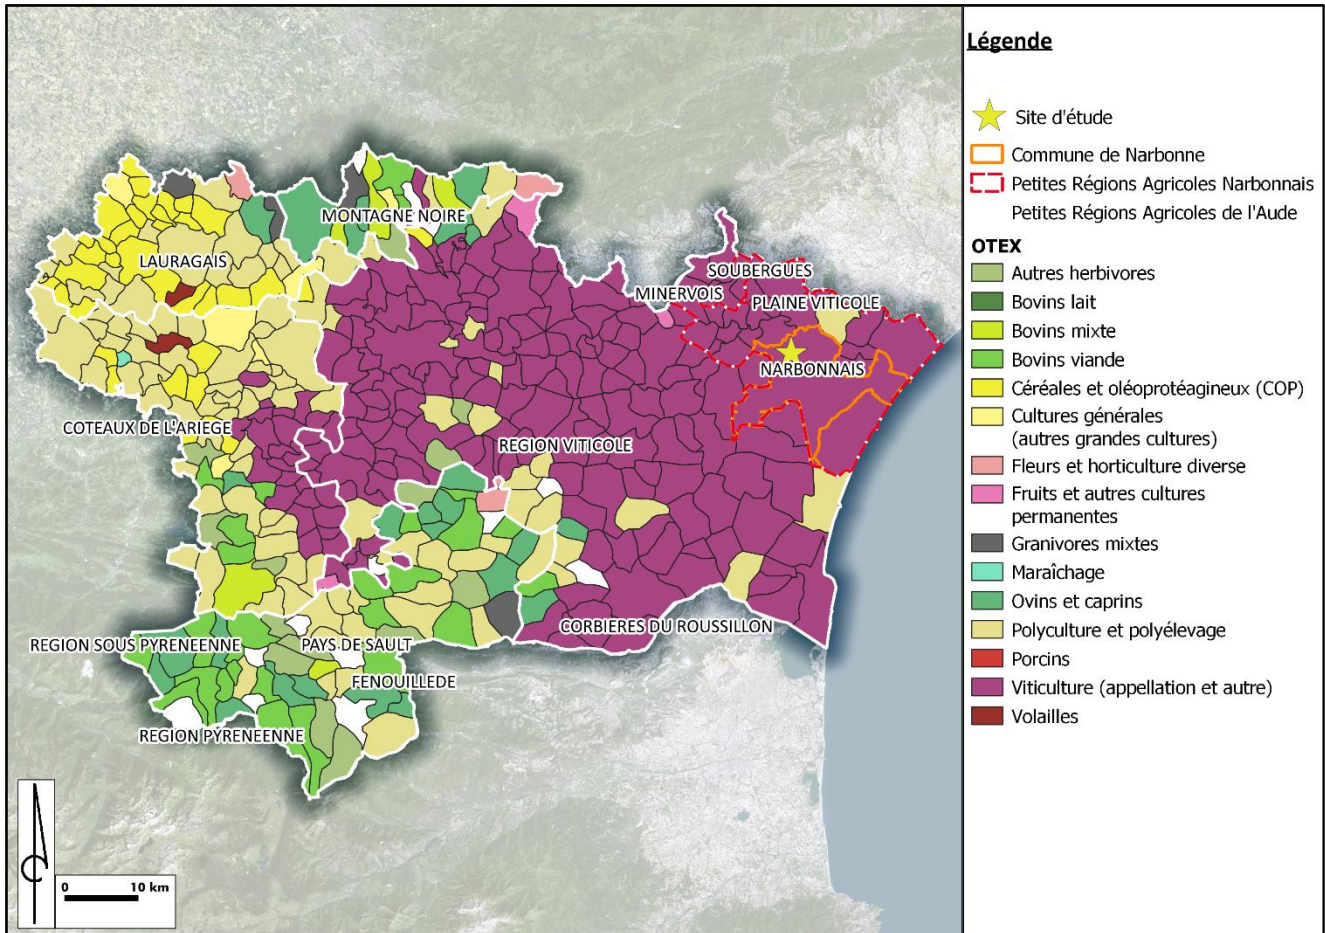 MONTAGNE NOIRE
LAURAGAIS
SOUBERGUES
MINERVOIS
PLAINE VITICOLE
NARBONNAIS
COTEAUX DE L'ARIEGE
REGION VITICOLE
CORBIERES DU ROUSSILLON
REGION SOUS PYRENEENNE
PAYS DE SAULT
FENOUILLEDE
REGION PYRENEENNE
0 10 km
Légende
Site d'étude
Commune de Narbonne
Petites Régions Agricoles Narbonnais
Petites Régions Agricoles de l'Aude
OTEX
Autres herbivores
Bovins lait
Bovins mixte
Bovins viande
Céréales et oléoprotéagineux (COP)
Cultures générales
(autres grandes cultures)
Fleurs et horticulture diverse
Fruits et autres cultures
permanentes
Granivores mixtes
Maraîchage
Ovins et caprins
Polyculture et polyélevage
Porcins
Viticulture (appellation et autre)
Volailles